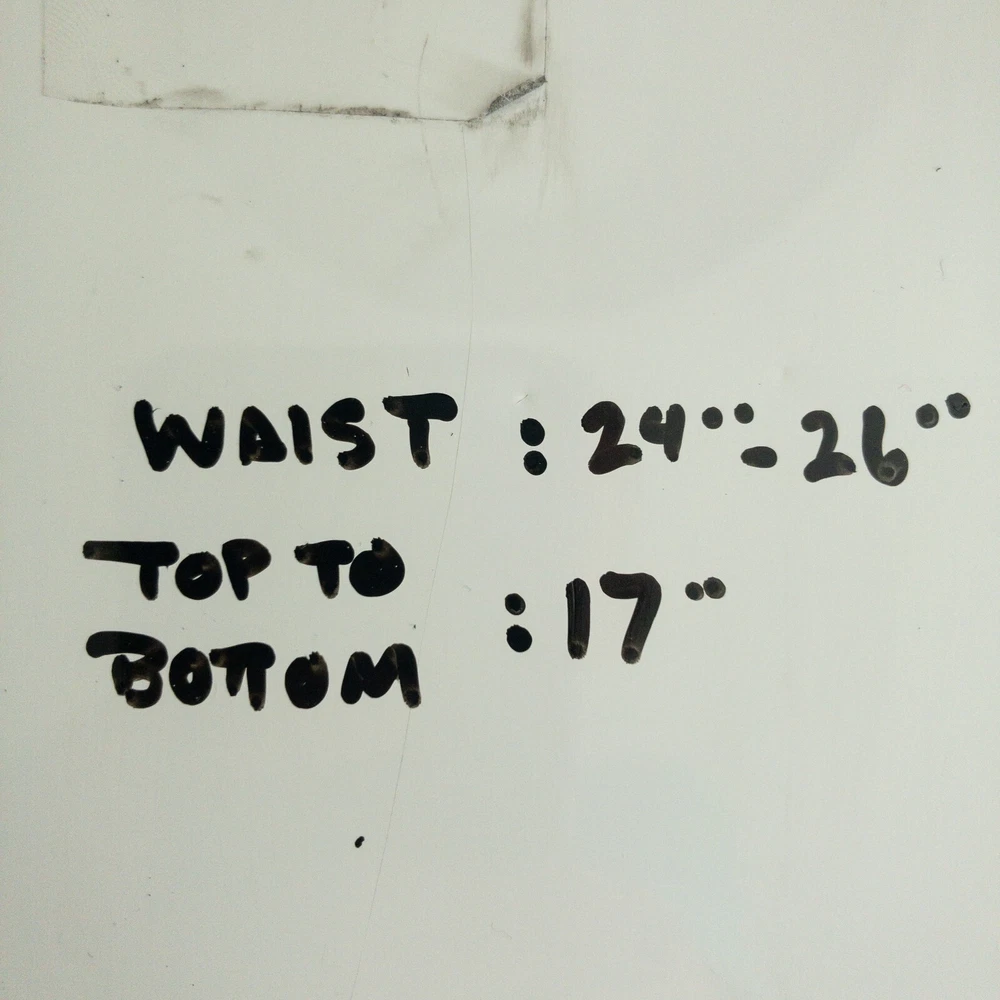 WAIST : 24"- 26"
TOP TO
BOTTOM : 17"